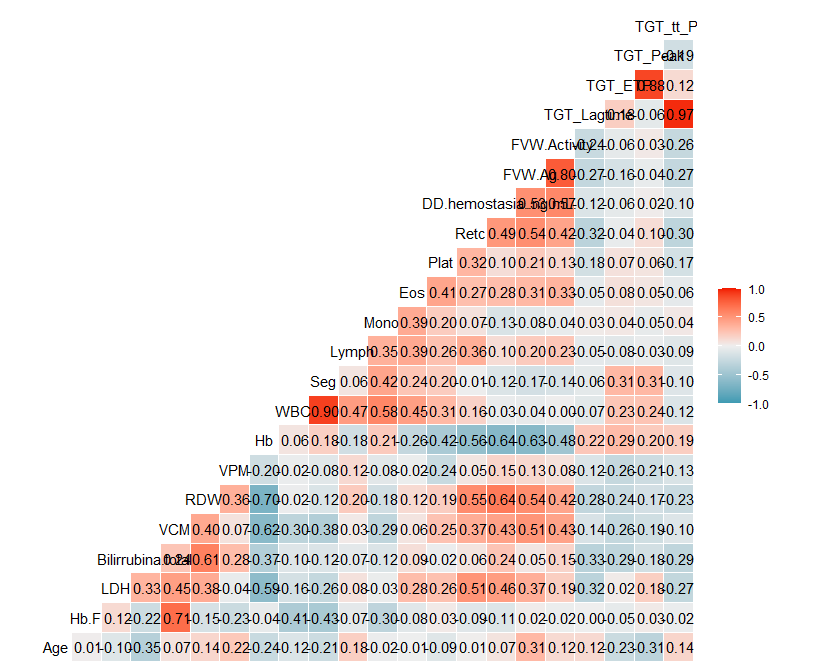 TGT_tt_P
TGT_Peak -0.19
TGT_ETP 0.88 0.12
TGT_Lagtime 0.18 -0.06 0.97
FVW.Activity -0.24 -0.06 0.03 -0.26
FVW.Ag 0.80 -0.27 -0.16 -0.04 -0.27
DD.hemostasia 0.53 0.57 -0.12 -0.06 -0.02 -0.10
Retc 0.49 0.54 0.42 -0.32 -0.04 0.10 -0.30
Plat 0.32 0.10 0.21 0.13 -0.18 0.07 0.06 -0.17
Eos 0.41 0.27 0.28 0.31 0.33 -0.05 0.08 0.05 -0.06
Mono 0.39 0.20 0.07 -0.13 -0.08 -0.04 0.03 0.04 0.05 0.04
Lymph 0.35 0.39 0.26 0.36 0.10 0.20 0.23 -0.05 -0.08 -0.03 -0.09
Seg 0.06 0.42 0.24 0.20 -0.01 -0.12 -0.17 -0.14 -0.06 0.31 0.31 -0.10
WBC 0.90 0.47 0.58 0.45 0.31 0.16 -0.03 -0.04 0.00 -0.07 0.23 0.24 -0.12
Hb 0.06 0.18 -0.18 0.21 -0.26 -0.42 -0.56 -0.64 -0.63 -0.48 0.22 0.29 0.20 0.19
VPM -0.20 -0.02 -0.08 0.12 -0.08 -0.02 -0.24 0.05 0.15 0.13 0.08 -0.12 -0.26 -0.21 -0.13
RDW 0.36 -0.70 -0.02 -0.12 0.20 -0.18 0.12 0.19 0.55 0.64 0.54 0.42 -0.28 -0.24 -0.17 -0.23
VCM 0.40 0.07 -0.62 -0.30 -0.38 0.03 -0.29 0.06 0.25 0.37 0.43 0.51 0.43 -0.14 -0.26 -0.19 -0.10
Bilirrubina.total 0.24 0.61 0.28 -0.37 -0.10 -0.12 -0.07 -0.12 0.09 -0.02 0.06 0.24 0.05 0.15 -0.33 -0.29 -0.18 -0.29
LDH 0.33 0.45 0.38 -0.04 -0.59 -0.16 -0.26 0.08 -0.03 0.28 0.26 0.51 0.46 0.37 0.19 -0.32 0.02 0.18 -0.27
Hb.F 0.12 -0.22 0.71 -0.15 -0.23 -0.04 -0.41 -0.43 -0.07 -0.30 -0.08 0.03 -0.09 -0.11 0.02 -0.02 0.00 -0.05 0.03 -0.02
Age 0.01 -0.10 -0.35 0.07 0.14 0.22 -0.24 -0.12 -0.21 0.18 -0.02 -0.01 -0.09 0.01 0.07 0.31 0.12 0.12 -0.23 -0.31 0.14
1.0
0.5
0.0
-0.5
-1.0